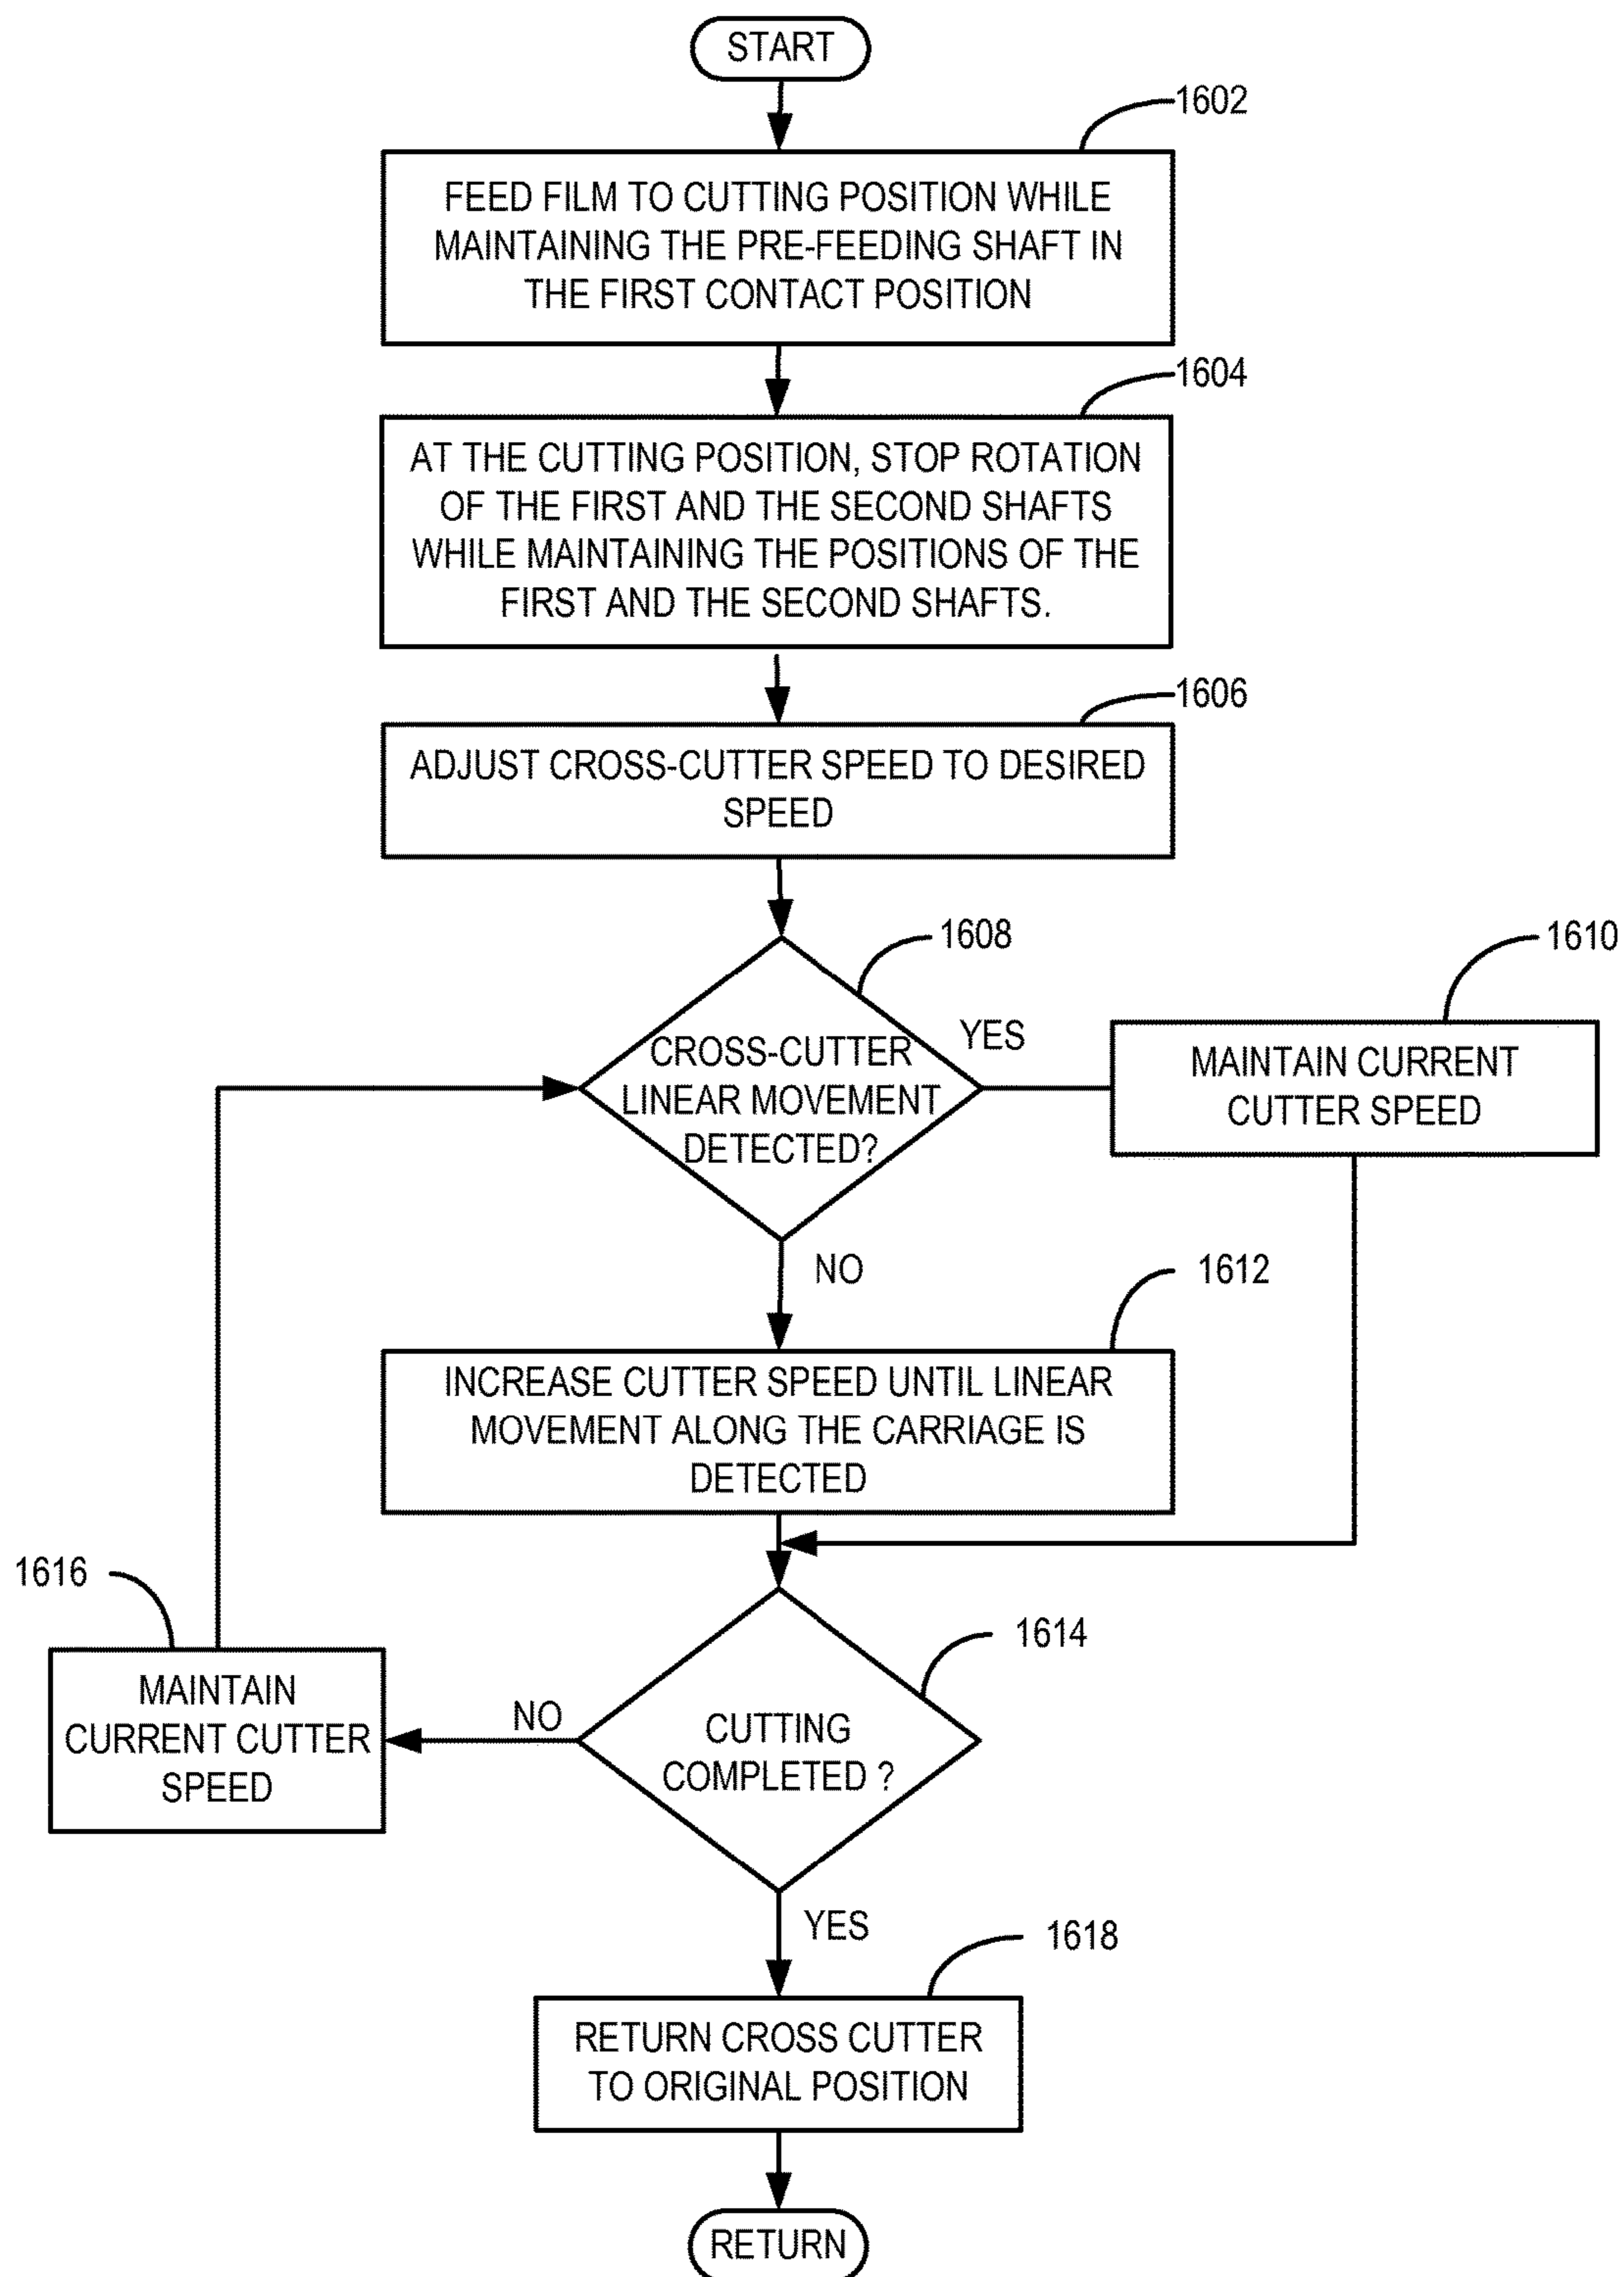 START
1602
FEED FILM TO CUTTING POSITION WHILE
MAINTAINING THE PRE-FEEDING SHAFT IN
THE FIRST CONTACT POSITION
1604
AT THE CUTTING POSITION, STOP ROTATION
OF THE FIRST AND THE SECOND SHAFTS
WHILE MAINTAINING THE POSITIONS OF THE
FIRST AND THE SECOND SHAFTS.
1606
ADJUST CROSS-CUTTER SPEED TO DESIRED
SPEED
1608
CROSS-CUTTER
LINEAR MOVEMENT
DETECTED?
YES
1610
MAINTAIN CURRENT
CUTTER SPEED
NO
1612
INCREASE CUTTER SPEED UNTIL LINEAR
MOVEMENT ALONG THE CARRIAGE IS
DETECTED
1614
CUTTING
COMPLETED ?
NO
1616
MAINTAIN
CURRENT CUTTER
SPEED
YES
1618
RETURN CROSS CUTTER
TO ORIGINAL POSITION
RETURN